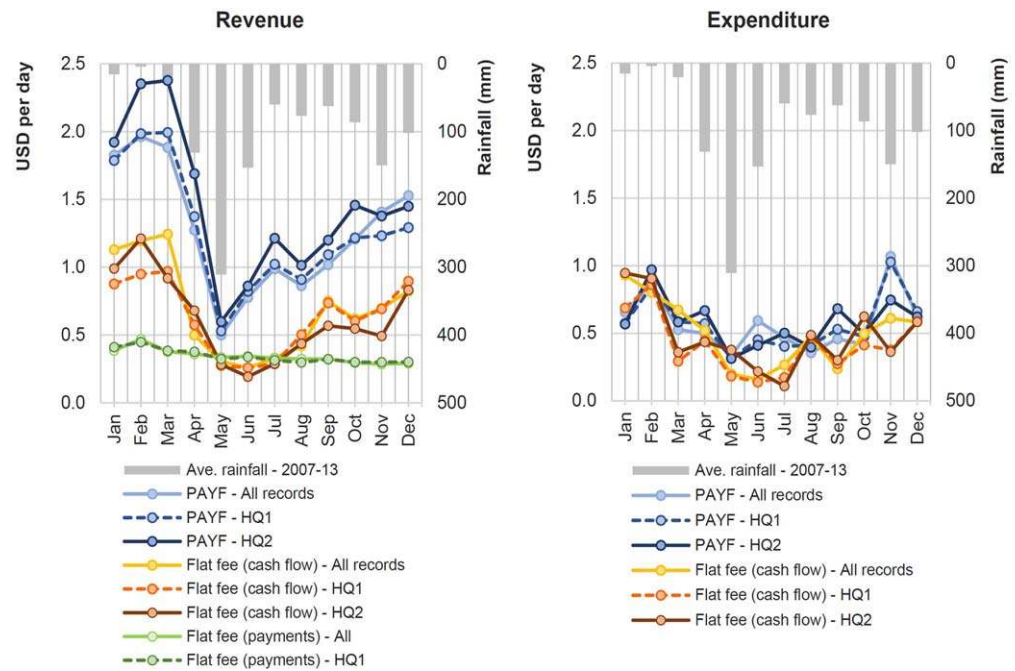 Revenue
USD per day
2.5
2.0
1.5
1.0
0.5
0.0
0
100
200
300
400
500
Rainfall (mm)
Jan
Feb
Mar
Apr
May
Jun
Jul
Aug
Sep
Oct
Nov
Dec
Ave. rainfall - 2007-13
PAYF - All records
PAYF - HQ1
PAYF - HQ2
Flat fee (cash flow) - All records
Flat fee (cash flow) - HQ1
Flat fee (cash flow) - HQ2
Flat fee (payments) - All
Flat fee (payments) - HQ1
Expenditure
USD per day
2.5
2.0
1.5
1.0
0.5
0.0
0
100
200
300
400
500
Rainfall (mm)
Jan
Feb
Mar
Apr
May
Jun
Jul
Aug
Sep
Oct
Nov
Dec
Ave. rainfall - 2007-13
PAYF - All records
PAYF - HQ1
PAYF - HQ2
Flat fee (cash flow) - All records
Flat fee (cash flow) - HQ1
Flat fee (cash flow) - HQ2